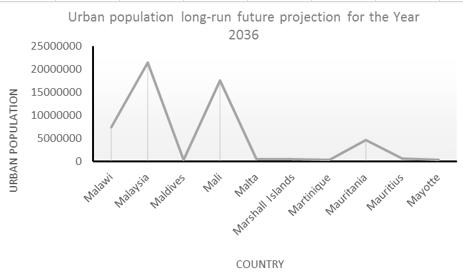 Urban population long-run future projection for the Year
2036
25000000
20000000
15000000
10000000
5000000
0
URBAN POPULATION
Malawi
Malaysia
Maldives
Mali
Malta
Marshall Islands
Martinique
Mauritania
Mauritius
Mayotte
COUNTRY